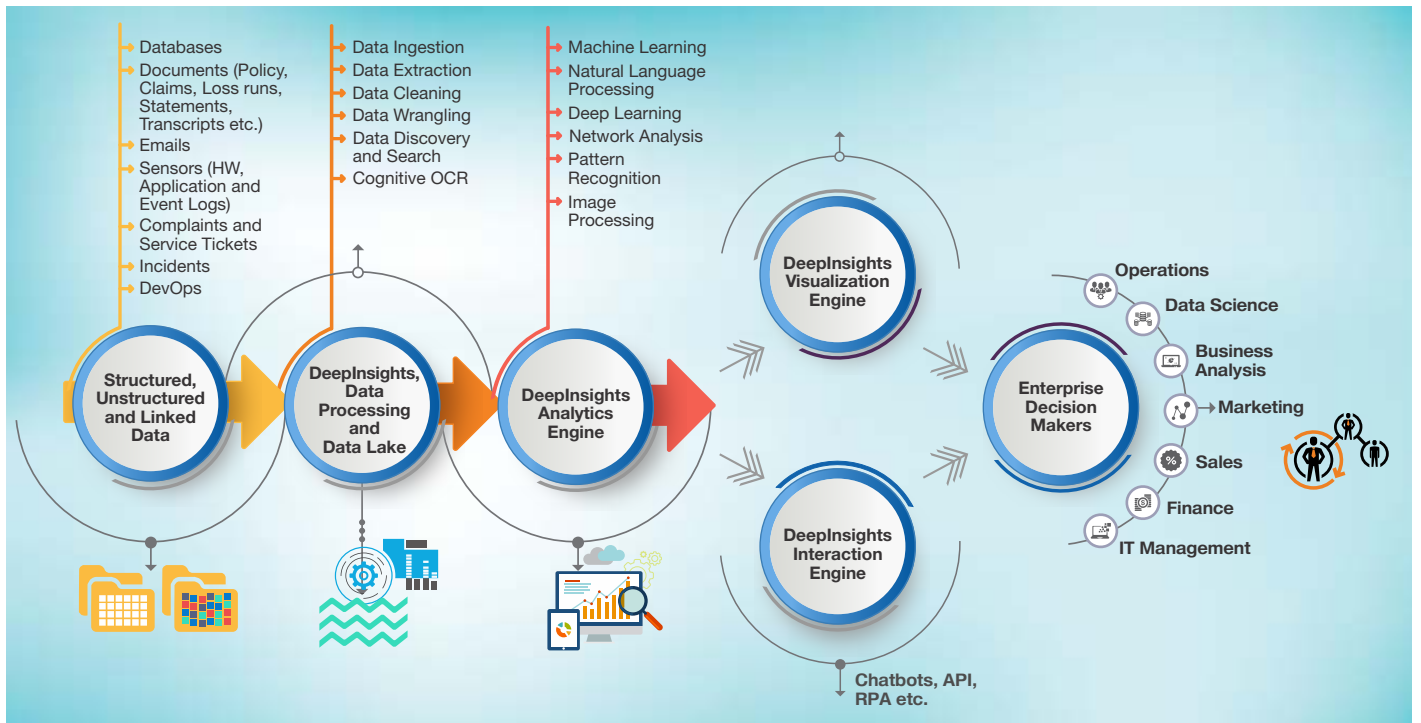 Databases
Documents (Policy,
Claims, Loss runs,
Statements,
Transcripts etc.)
Emails
Sensors (HW,
Application and
Event Logs)
Complaints and
Service Tickets
Incidents
DevOps
Data Ingestion
Data Extraction
Data Cleaning
Data Wrangling
Data Discovery
and Search
Cognitive OCR
Machine Learning
Natural Language
Processing
Deep Learning
Network Analysis
Pattern
Recognition
Image
Processing
Structured,
Unstructured
and Linked
Data
DeepInsights,
Data
Processing
and
Data Lake
DeepInsights
Analytics
Engine
DeepInsights
Visualization
Engine
DeepInsights
Interaction
Engine
Chatbots, API,
RPA etc.
Enterprise
Decision
Makers
Operations
Data Science
Business
Analysis
Marketing
%
Sales
Finance
IT Management